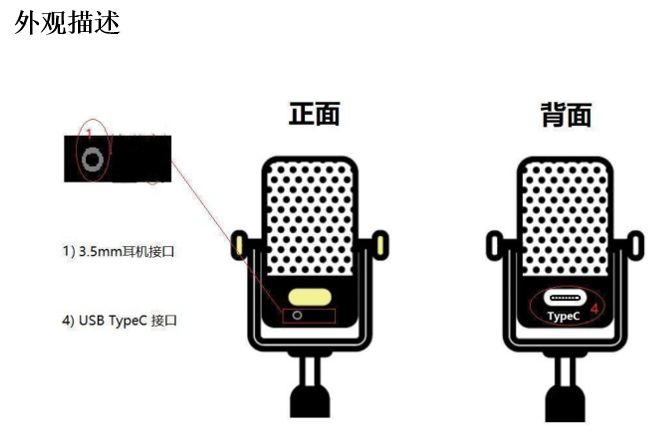 外观描述
正面
背面
1
1) 3.5mm耳机接口
4) USB TypeC 接口
4
TypeC